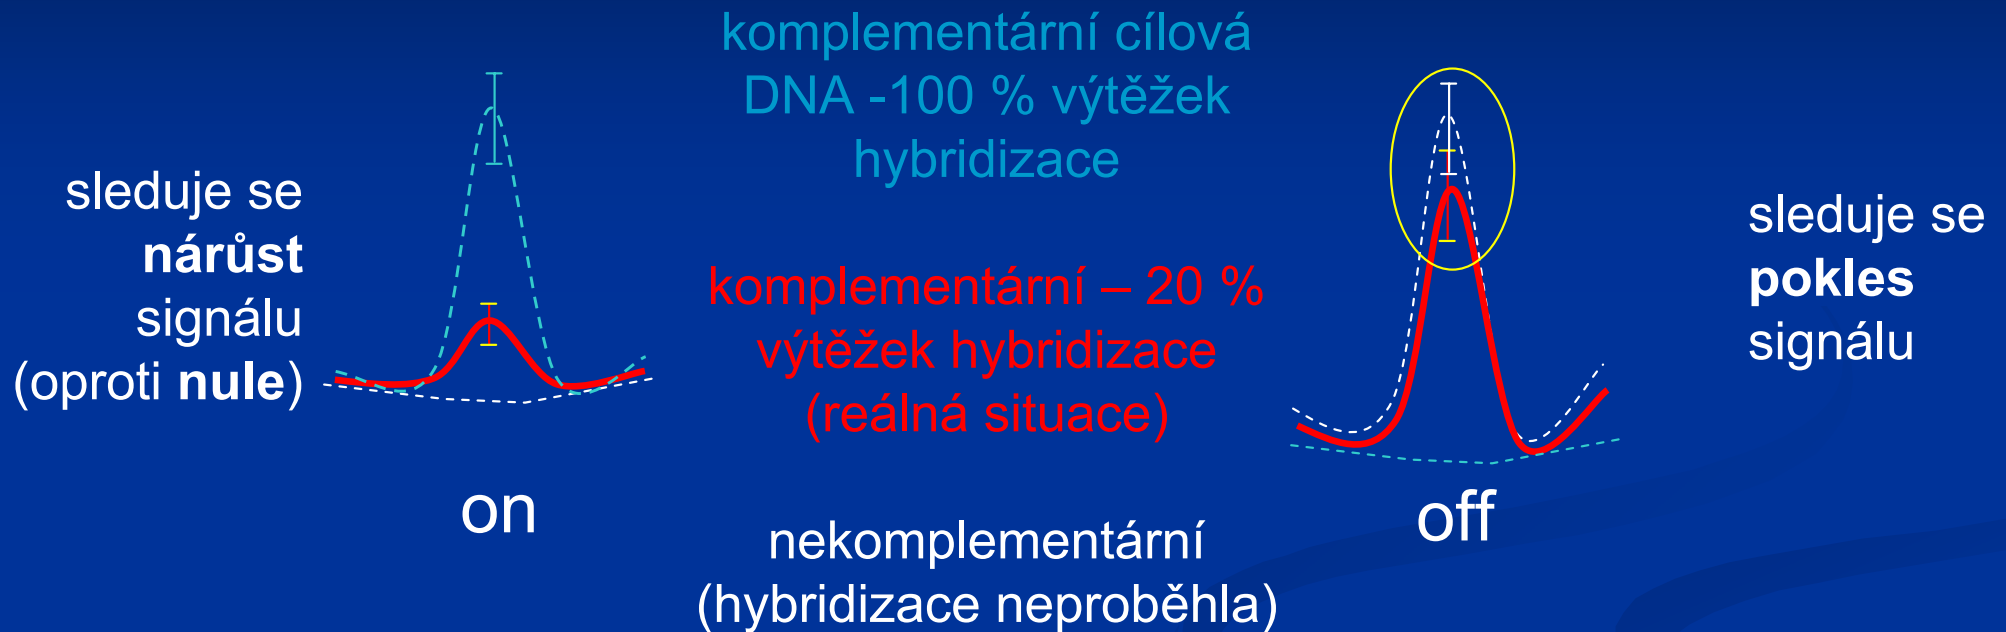 komplementární cílová
DNA -100 % výtěžek
hybridizace
sleduje se
nárůst
signálu
(oproti nule)
komplementární – 20 %
výtěžek hybridizace
(reálná situace)
sleduje se
pokles
signálu
on
off
nekomplementární
(hybridizace neproběhla)